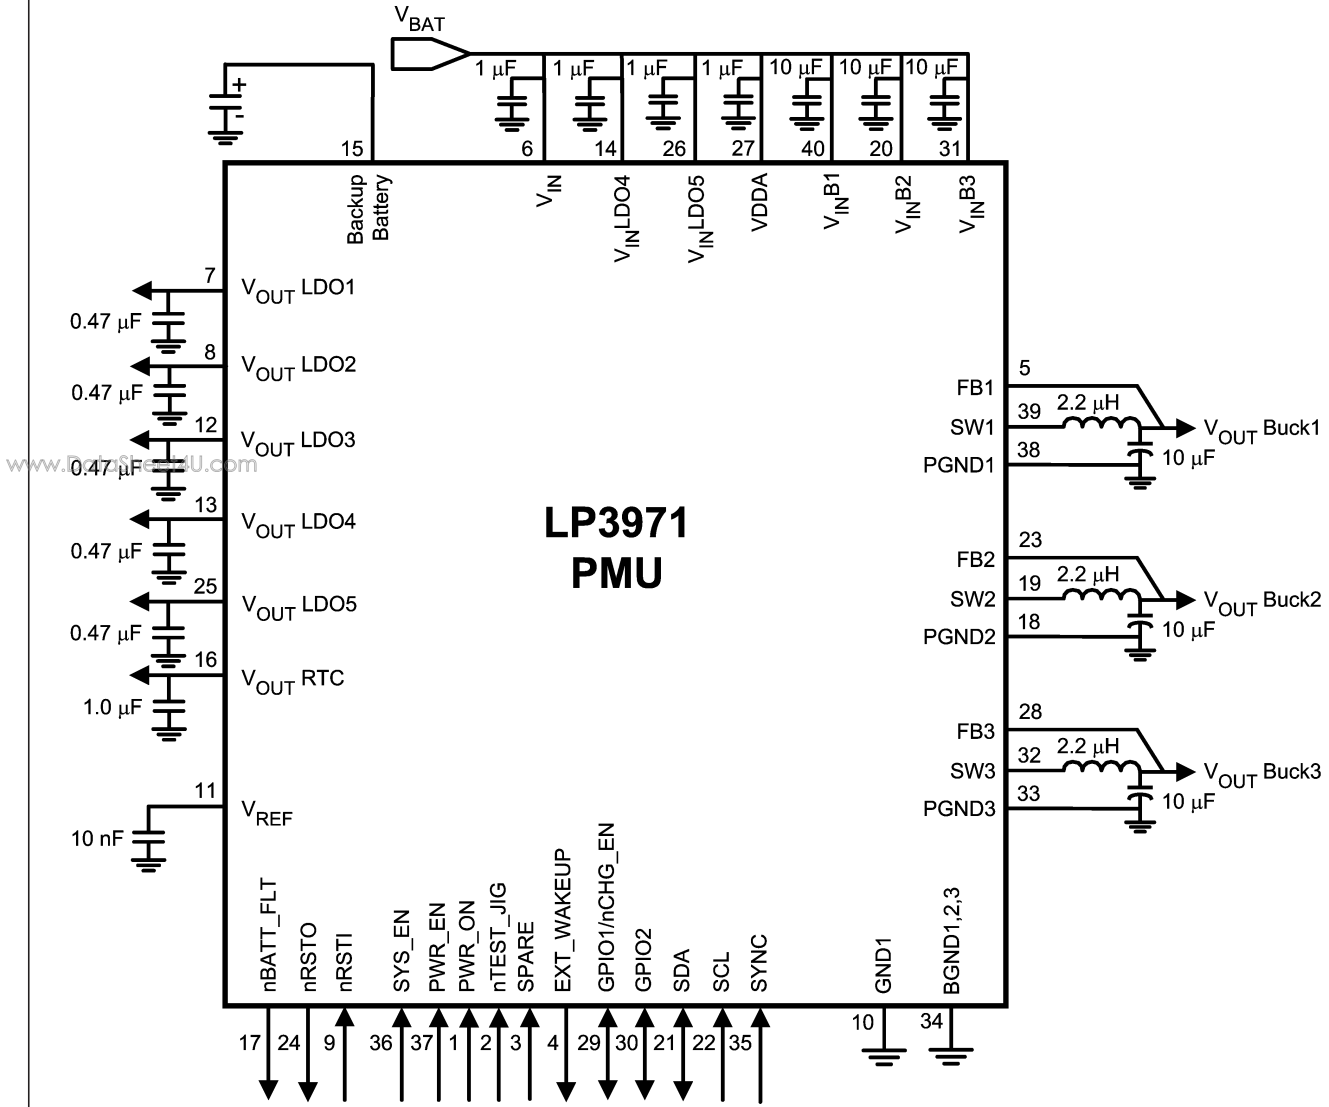 VBAT
1 µF 1 µF 1 µF 1 µF 10 µF 10 µF 10 µF
+
-
15 6 14 26 27 40 20 31
Backup Battery
VIN
VINLDO4
VINLDO5
VDDA
VINB1
VINB2
VINB3
7 VOUT LDO1
0.47 µF
8 VOUT LDO2
0.47 µF
12 VOUT LDO3
www.DataSheet4U.com
0.47 µF
13 VOUT LDO4
0.47 µF
25 VOUT LDO5
0.47 µF
16 VOUT RTC
1.0 µF
11 VREF
10 nF
LP3971
PMU
FB1 5
2.2 µH
SW1 39 VOUT Buck1
PGND1 38 10 µF
FB2 23
2.2 µH
SW2 19 VOUT Buck2
PGND2 18 10 µF
FB3 28
2.2 µH
SW3 32 VOUT Buck3
PGND3 33 10 µF
nBATT_FLT
nRSTO
nRSTI
SYS_EN
PWR_EN
PWR_ON
nTEST_JIG
SPARE
EXT_WAKEUP
GPIO1/nCHG_EN
GPIO2
SDA
SCL
SYNC
GND1
BGND1,2,3
17 24 9 36 37 1 2 3 4 29 30 21 22 35 10 34